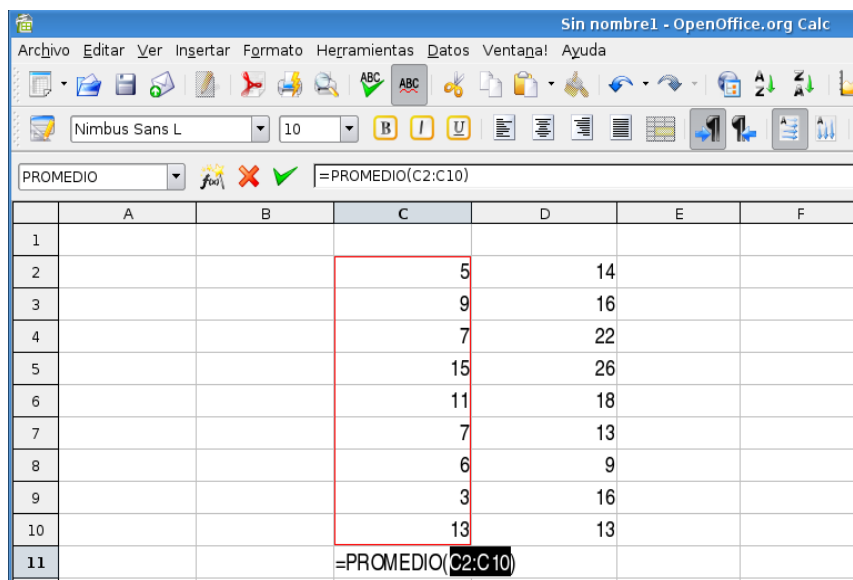 Sin nombre1 - OpenOffice.org Calc
Archivo Editar Ver Insertar Formato Herramientas Datos Ventana! Ayuda
ABC ABC A Z Z A
Nimbus Sans L 10 B I U
PROMEDIO f(x) =PROMEDIO(C2:C10)
A B C D E F
1
2 5 14
3 9 16
4 7 22
5 15 26
6 11 18
7 7 13
8 6 9
9 3 16
10 13 13
11 =PROMEDIO(C2:C10)